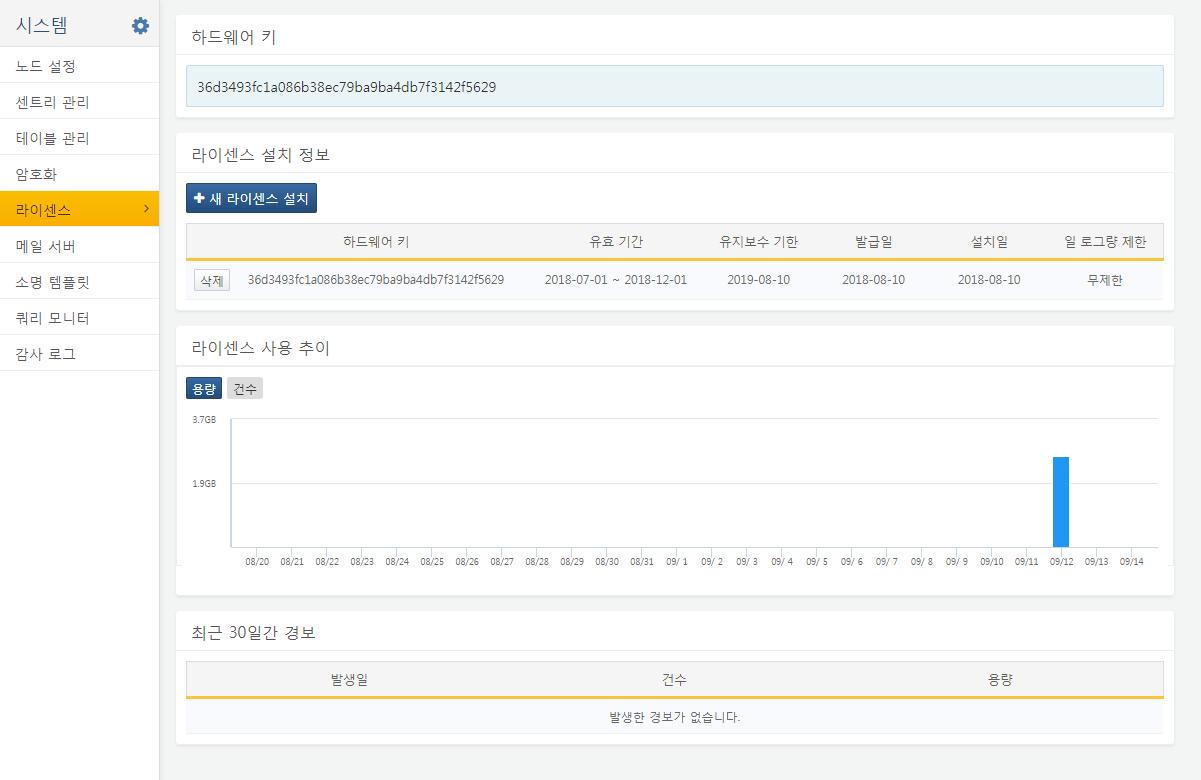 시스템
노드 설정
센트리 관리
테이블 관리
암호화
라이센스
메일 서버
소명 템플릿
쿼리 모니터
감사 로그
하드웨어 키
36d3493fc1a086b38ec79ba9ba4db7f3142f5629
라이센스 설치 정보
새 라이센스 설치
하드웨어 키 유효 기간 유지보수 기한 발급일 설치일 일 로그량 제한
삭제 36d3493fc1a086b38ec79ba9ba4db7f3142f5629 2018-07-01 ~ 2018-12-01 2019-08-10 2018-08-10 2018-08-10 무제한
라이센스 사용 추이
용량 건수
3.7GB
1.9GB
08/20 08/21 08/22 08/23 08/24 08/25 08/26 08/27 08/28 08/29 08/30 08/31 09/ 1 09/ 2 09/ 3 09/ 4 09/ 5 09/ 6 09/ 7 09/ 8 09/ 9 09/10 09/11 09/12 09/13 09/14
최근 30일간 경보
발생일 건수 용량
발생한 경보가 없습니다.